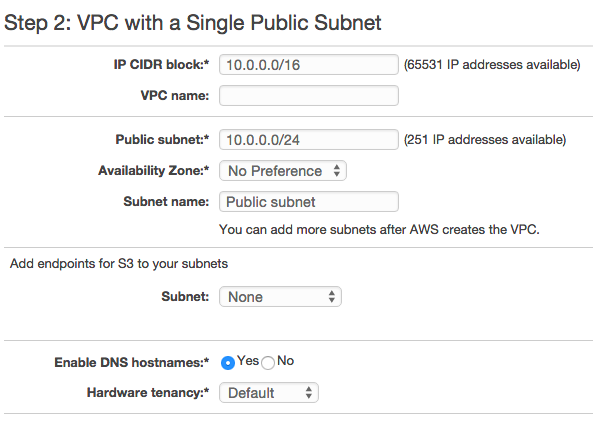 Step 2: VPC with a Single Public Subnet
IP CIDR block:* 10.0.0.0/16 (65531 IP addresses available)
VPC name:
Public subnet:* 10.0.0.0/24 (251 IP addresses available)
Availability Zone:* No Preference
Subnet name: Public subnet
You can add more subnets after AWS creates the VPC.
Add endpoints for S3 to your subnets
Subnet: None
Enable DNS hostnames:* Yes No
Hardware tenancy:* Default